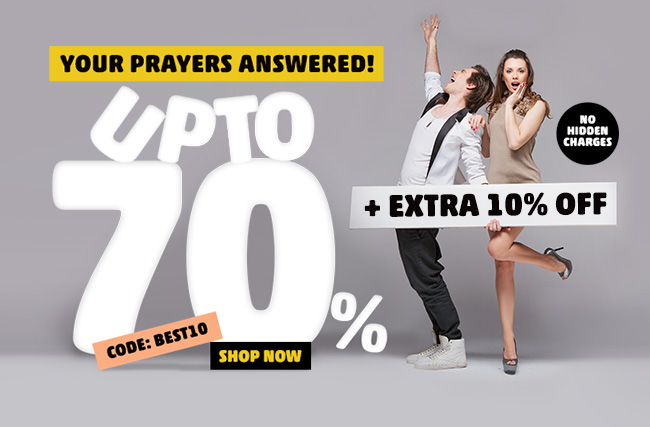 YOUR PRAYERS ANSWERED!
UPTO
70%
+ EXTRA 10% OFF
NO
HIDDEN
CHARGES
CODE: BEST10
SHOP NOW